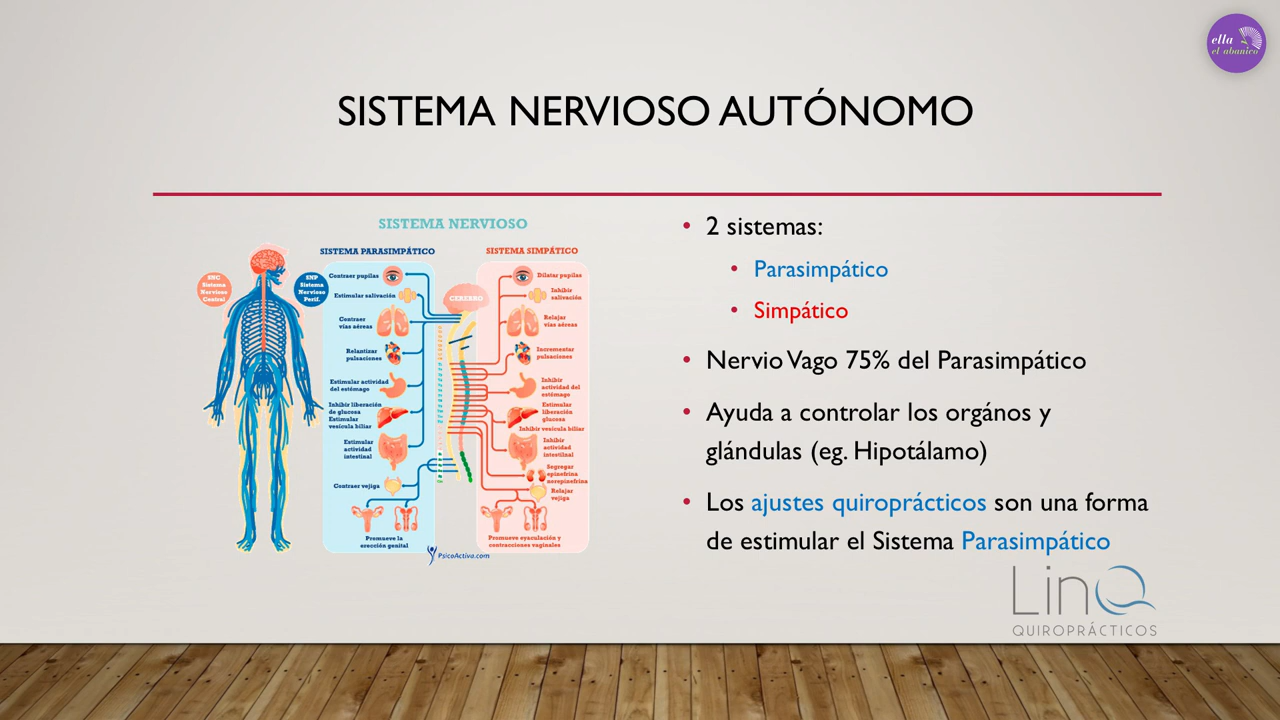 ella
el abanico
SISTEMA NERVIOSO AUTÓNOMO
SISTEMA NERVIOSO
SISTEMA PARASIMPÁTICO
SISTEMA SIMPÁTICO
SNC
Sistema
Nervioso
Central
SNP
Sistema
Nervioso
Perif.
CEREBRO
Contraer pupilas
Estimular salivación
Contraer
vías aéreas
Relantizar
pulsaciones
Estimular actividad
del estómago
Inhibir liberación
de glucosa
Estimular
vesícula biliar
Estimular
actividad
intestinal
Contraer vejiga
Promueve la
erección genital
Dilatar pupilas
Inhibir
salivación
Relajar
vías aéreas
Incrementar
pulsaciones
Inhibir
actividad del
estómago
Estimular
liberación
glucosa
Inhibir vesícula biliar
Inhibir
actividad
intestinal
Segregar
epinefrina
norepinefrina
Relajar
vejiga
Promueve eyaculación y
contracciones vaginales
PsicoActiva.com
• 2 sistemas:
• Parasimpático
• Simpático
• Nervio Vago 75% del Parasimpático
• Ayuda a controlar los orgános y
glándulas (eg. Hipotálamo)
• Los ajustes quiroprácticos son una forma
de estimular el Sistema Parasimpático
LinQ
QUIROPRÁCTICOS